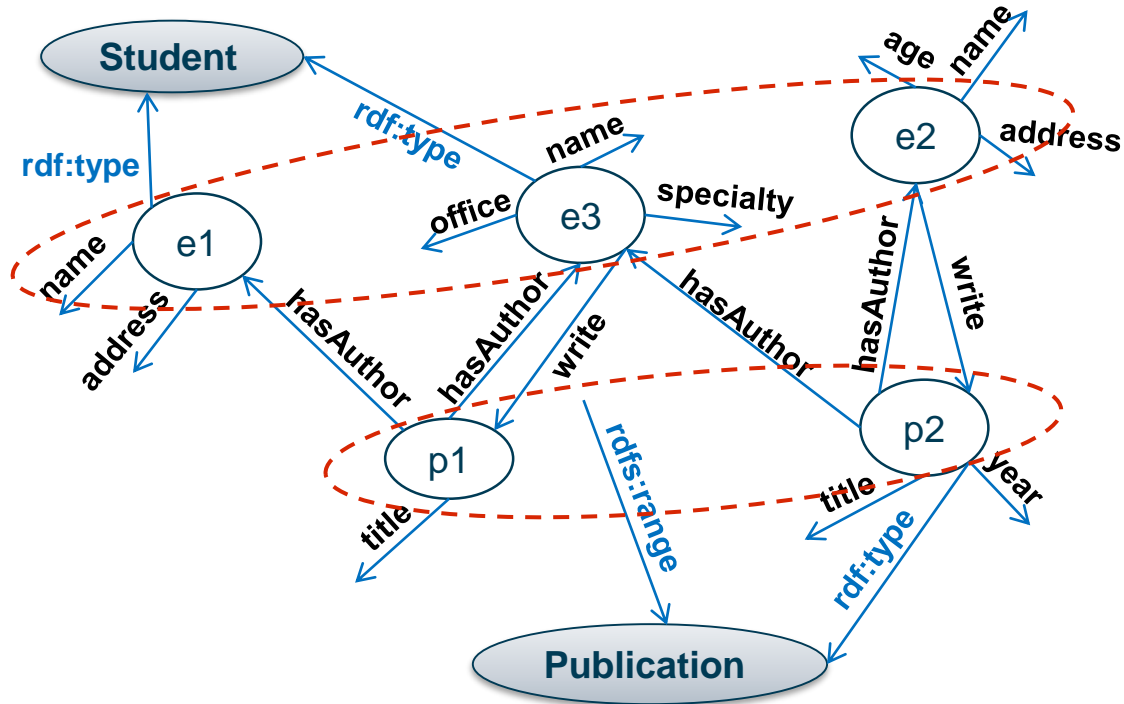 Student
age
name
rdf:type
name
e2
address
rdf:type
office
e3
specialty
e1
name
address
hasAuthor
hasAuthor
write
hasAuthor
hasAuthor
write
p1
rdfs:range
p2
title
title
year
rdf:type
Publication